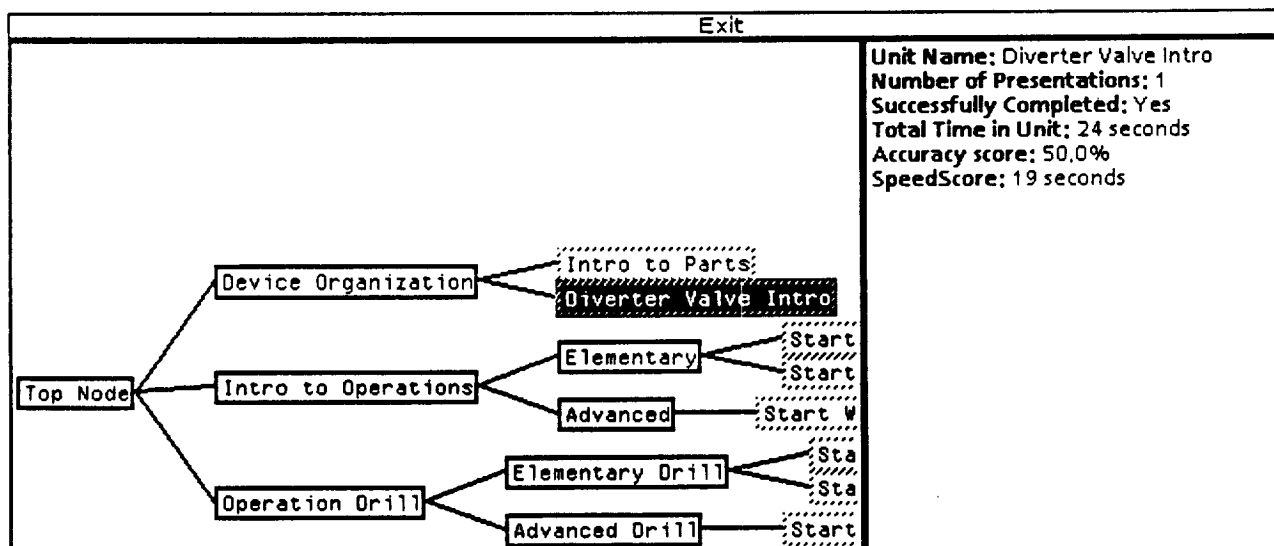 Exit
Unit Name: Diverter Valve Intro
Number of Presentations: 1
Successfully Completed: Yes
Total Time in Unit: 24 seconds
Accuracy score: 50.0%
SpeedScore: 19 seconds
Intro to Parts
Device Organization
Diverter Valve Intro
Start
Elementary
Start
Top Node
Intro to Operations
Advanced
Start W
Sta
Elementary Drill
Sta
Operation Drill
Advanced Drill
Start